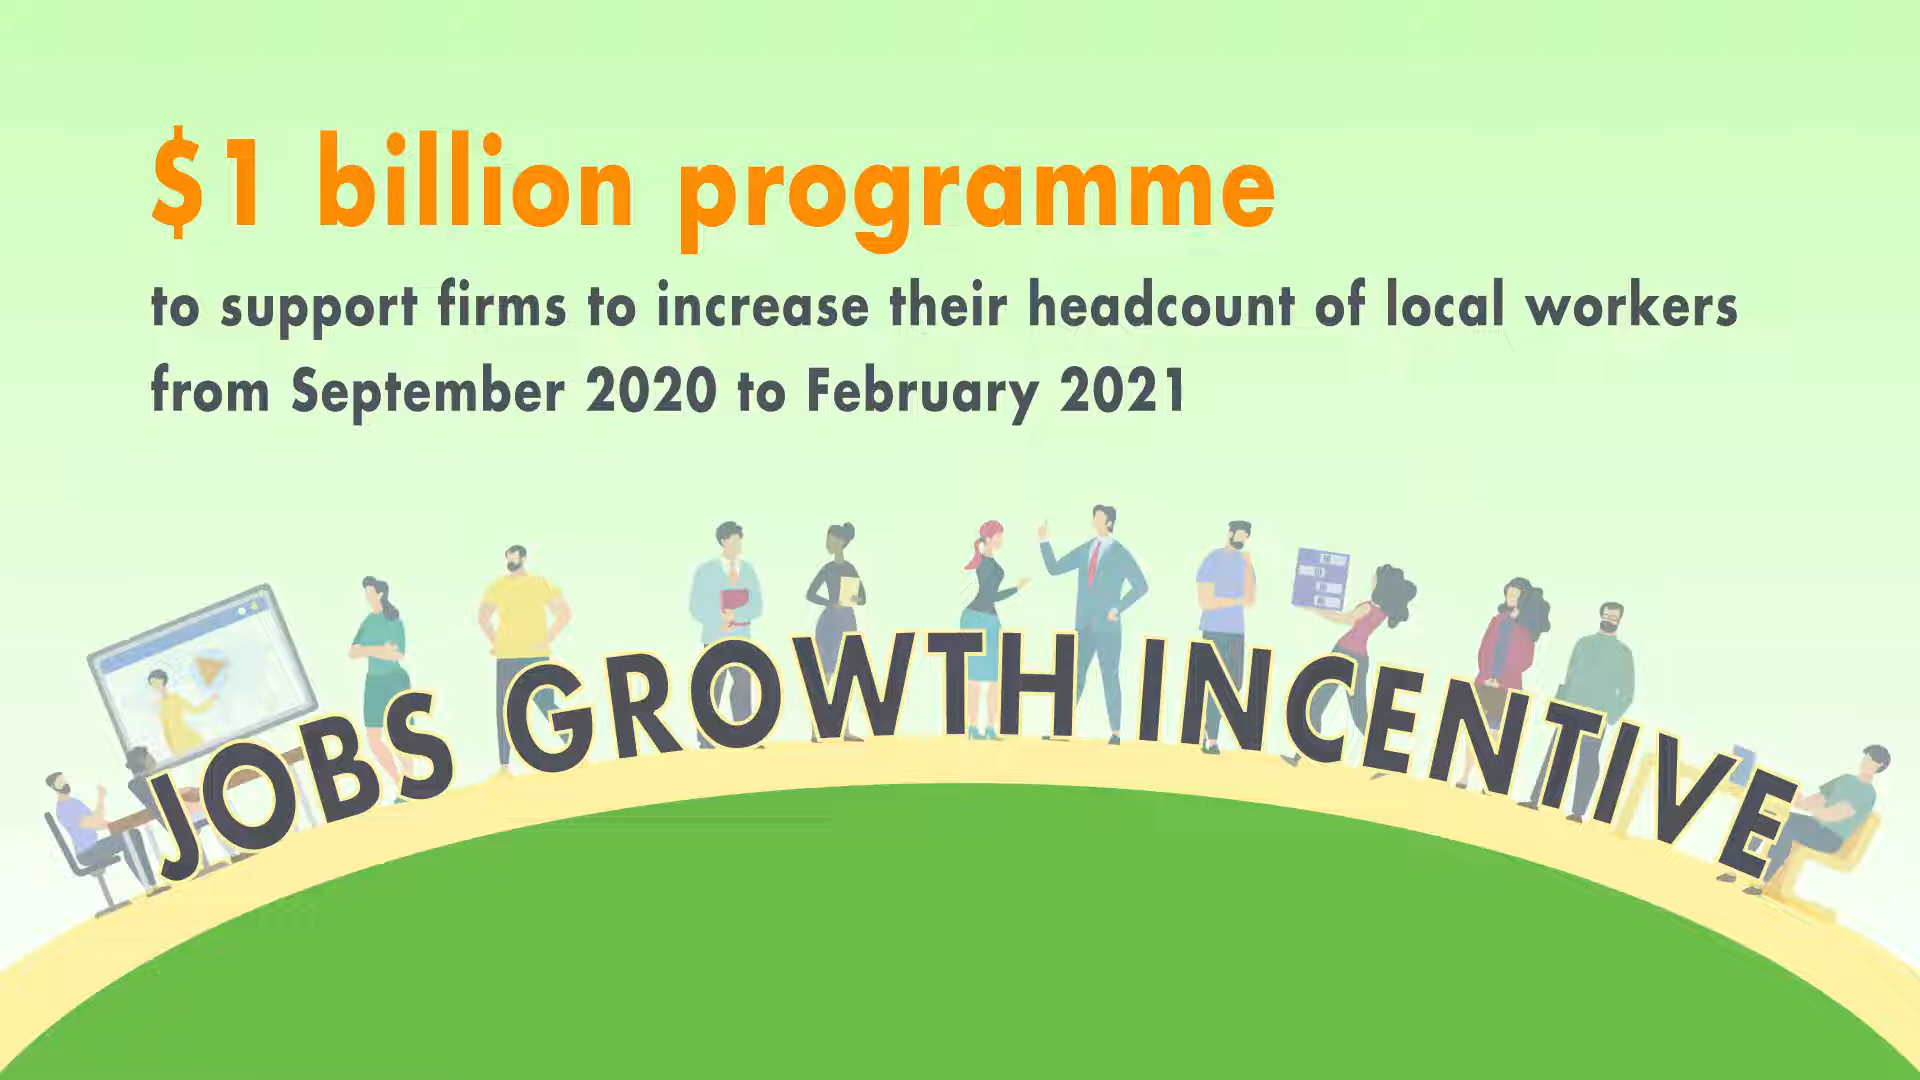 $1 billion programme
to support firms to increase their headcount of local workers
from September 2020 to February 2021
JOBS GROWTH INCENTIVE